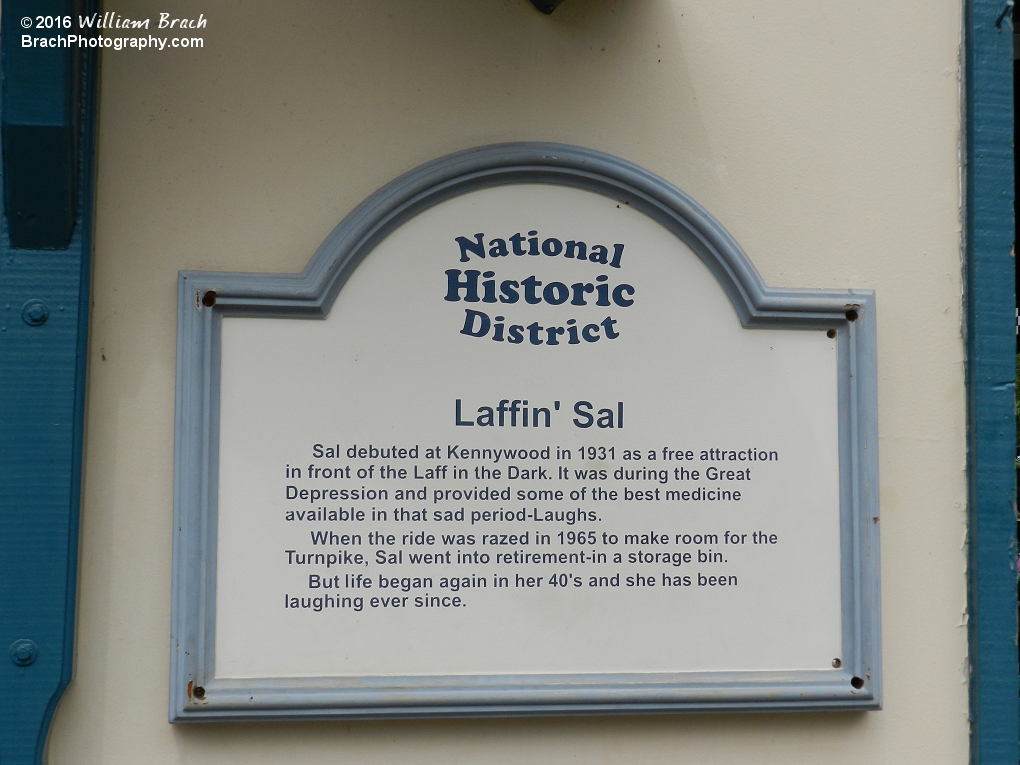 ©2016 William Brach
BrachPhotography.com
National
Historic
District
Laffin' Sal
Sal debuted at Kennywood in 1931 as a free attraction
in front of the Laff in the Dark. It was during the Great
Depression and provided some of the best medicine
available in that sad period-Laughs.
When the ride was razed in 1965 to make room for the
Turnpike, Sal went into retirement-in a storage bin.
But life began again in her 40's and she has been
laughing ever since.